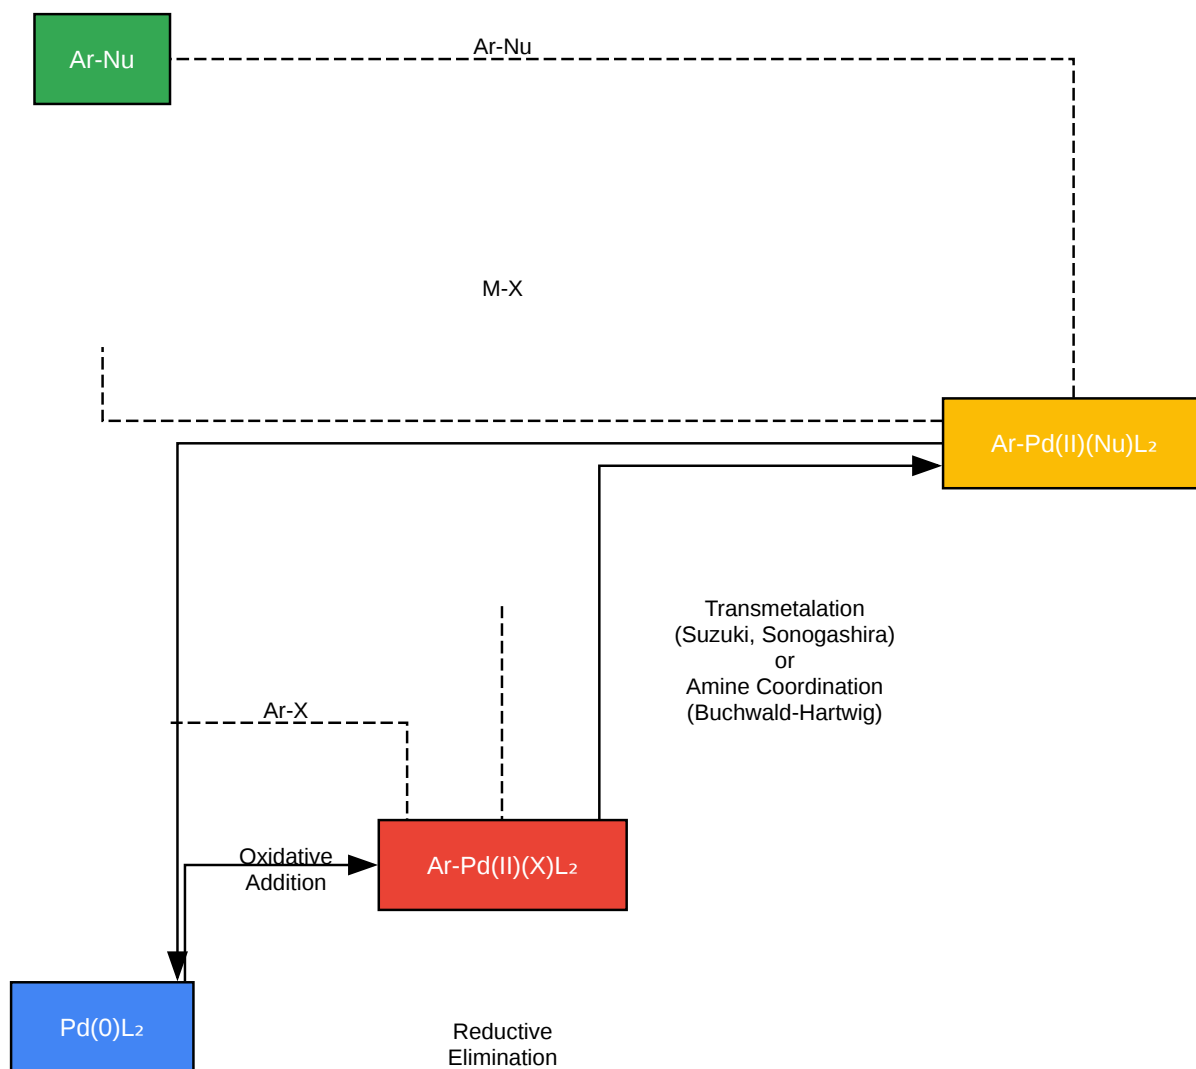 Ar-Nu
Ar-Nu
M-X
Ar-Pd(II)(Nu)L₂
Transmetalation
(Suzuki, Sonogashira)
or
Amine Coordination
(Buchwald-Hartwig)
Ar-X
Oxidative
Addition
Ar-Pd(II)(X)L₂
Pd(0)L₂
Reductive
Elimination